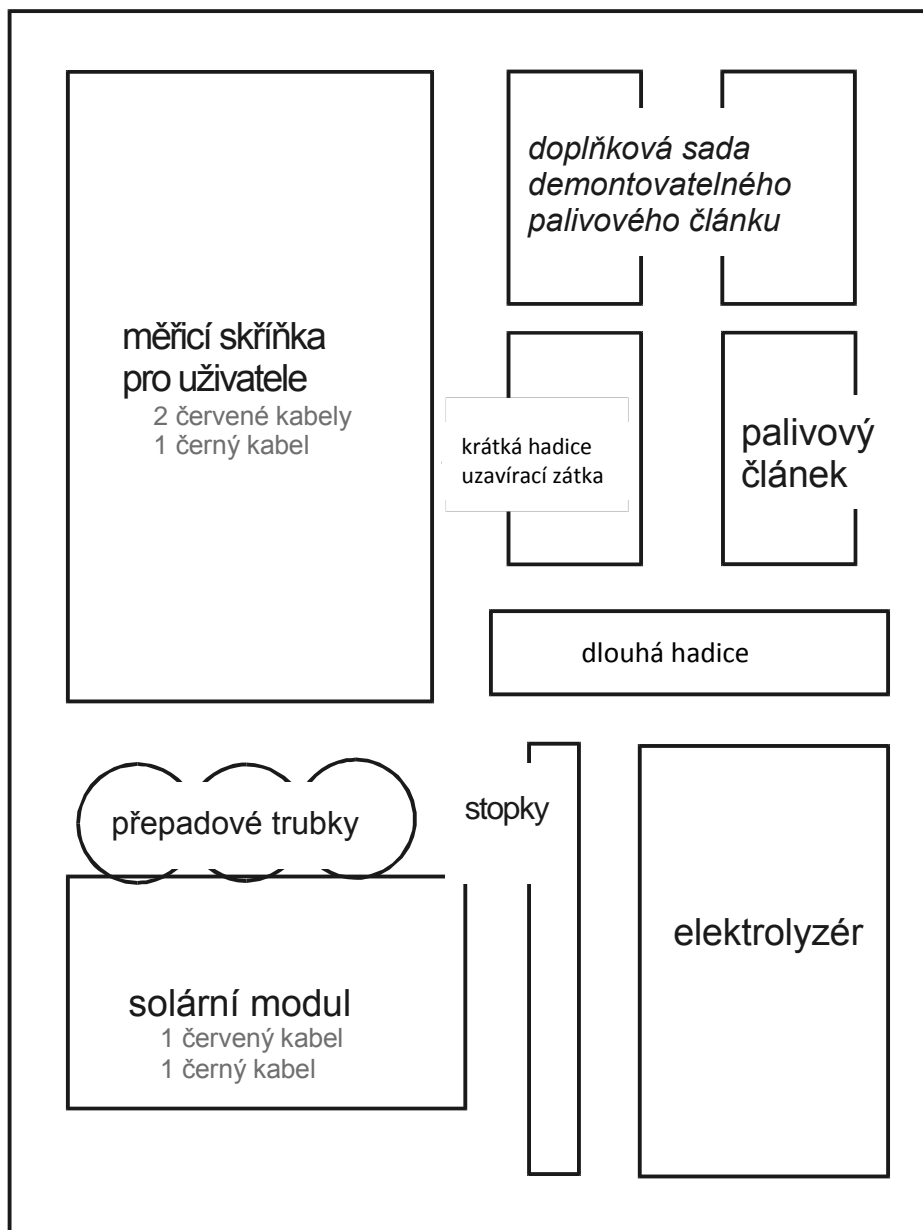 doplňková sada
demontovatelného
palivového článku
měřicí skříňka
pro uživatele
2 červené kabely
1 černý kabel
krátká hadice
uzavírací zátka
palivový
článek
dlouhá hadice
přepadové trubky
stopky
elektrolyzér
solární modul
1 červený kabel
1 černý kabel